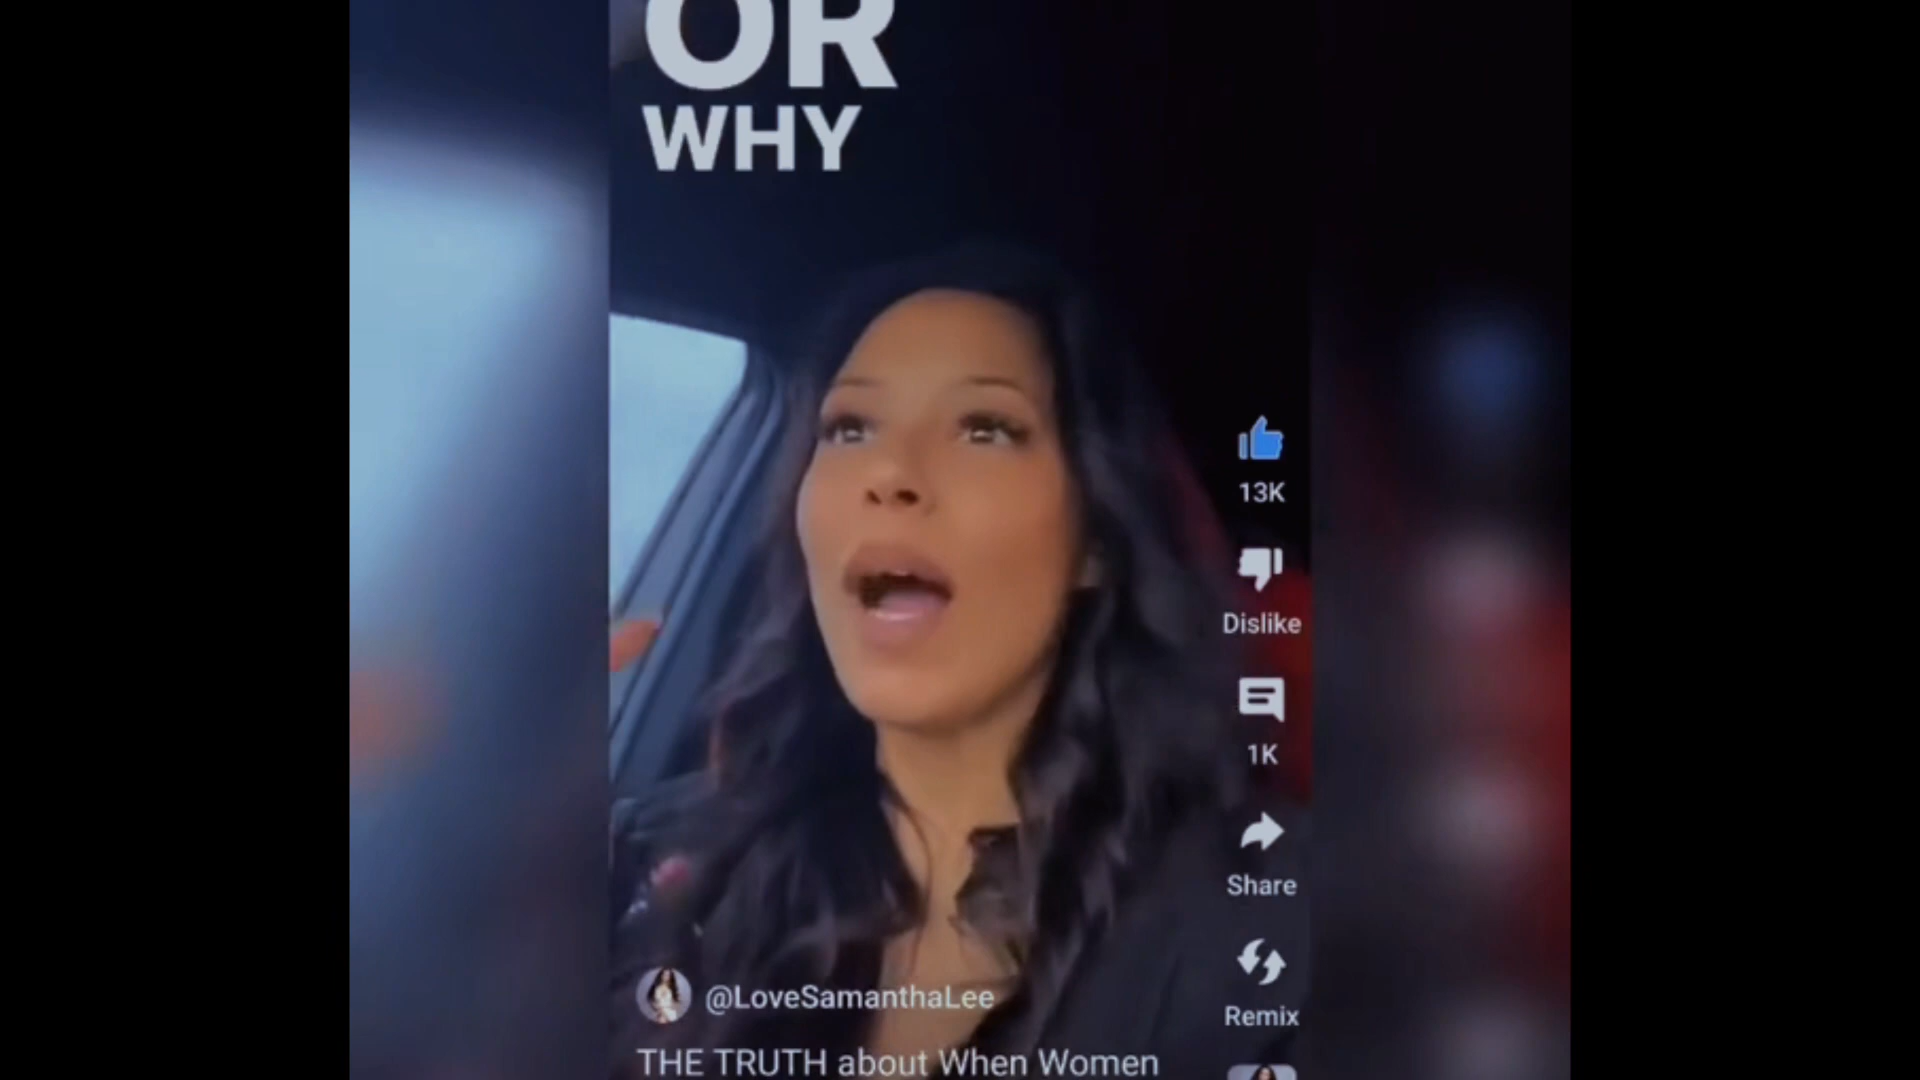 OR
WHY
13K
Dislike
1K
Share
Remix
@LoveSamanthaLee
THE TRUTH about When Women